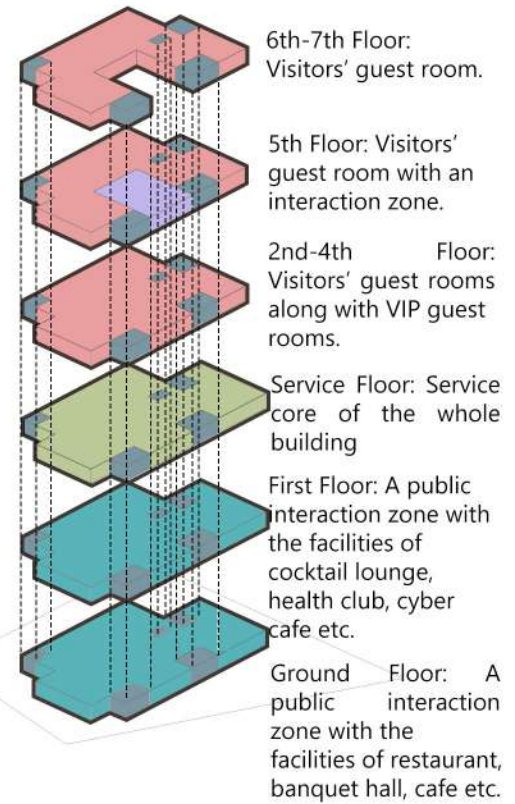 6th-7th Floor:
Visitors' guest room.
5th Floor: Visitors'
guest room with an
interaction zone.
2nd-4th Floor:
Visitors' guest rooms
along with VIP guest
rooms.
Service Floor: Service
core of the whole
building
First Floor: A public
interaction zone with
the facilities of
cocktail lounge,
health club, cyber
cafe etc.
Ground Floor: A
public interaction
zone with the
facilities of restaurant,
banquet hall, cafe etc.